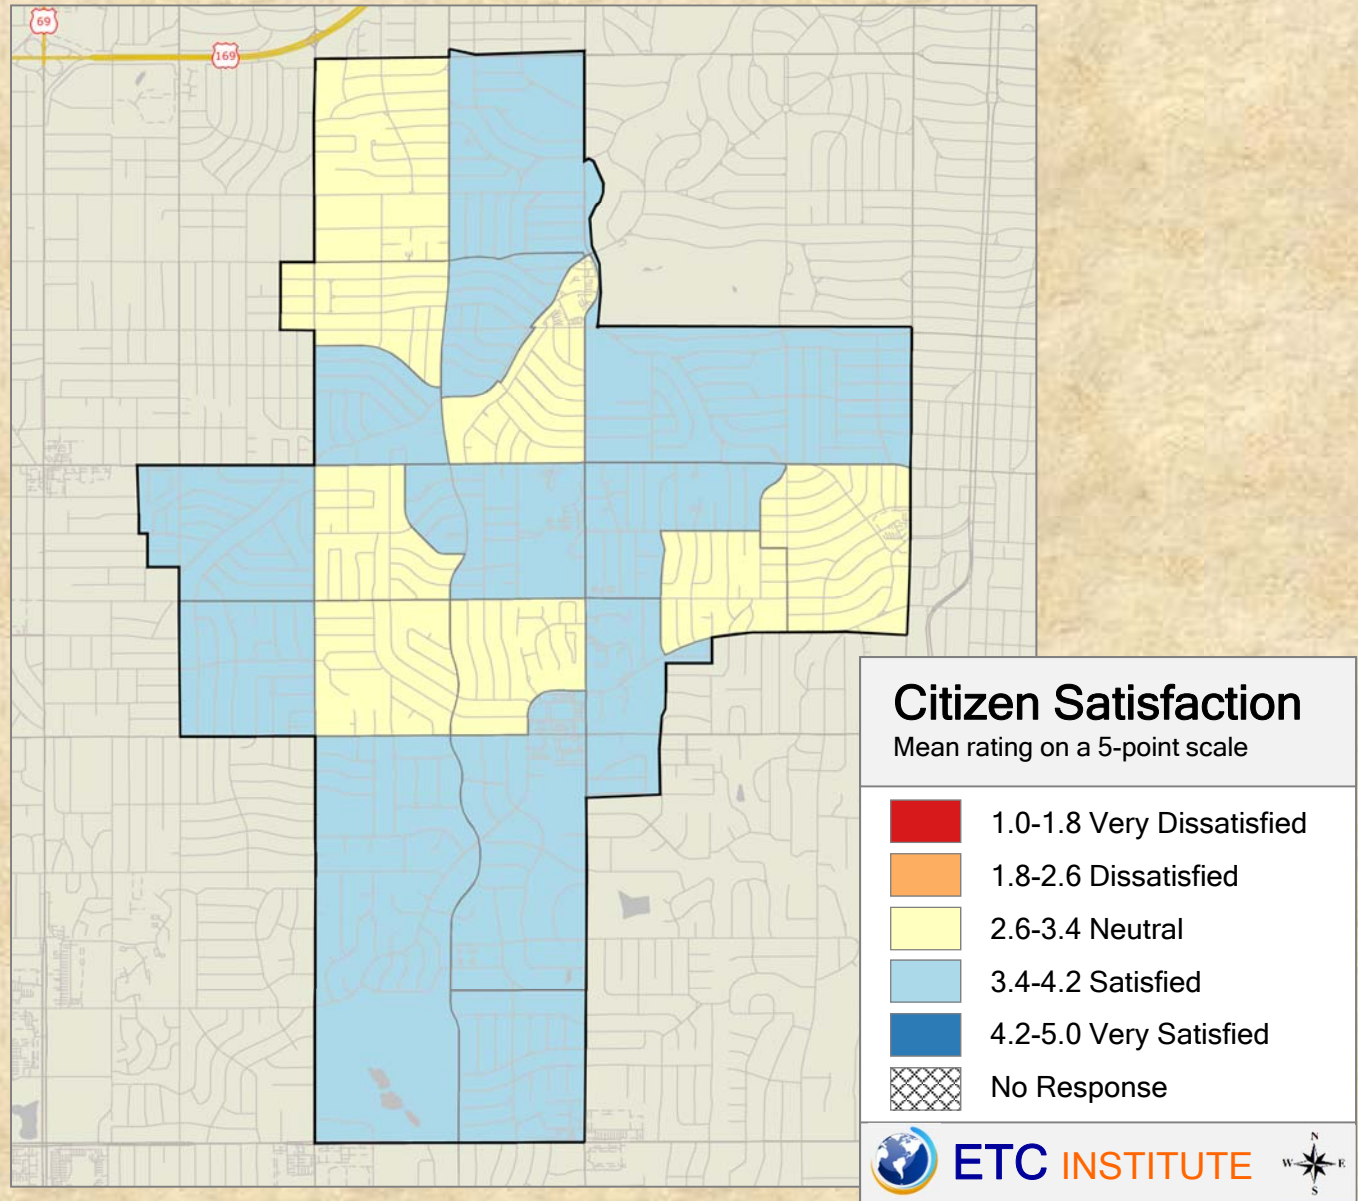 69
169
Citizen Satisfaction
Mean rating on a 5-point scale
1.0-1.8 Very Dissatisfied
1.8-2.6 Dissatisfied
2.6-3.4 Neutral
3.4-4.2 Satisfied
4.2-5.0 Very Satisfied
No Response
ETC INSTITUTE
N
W E
S